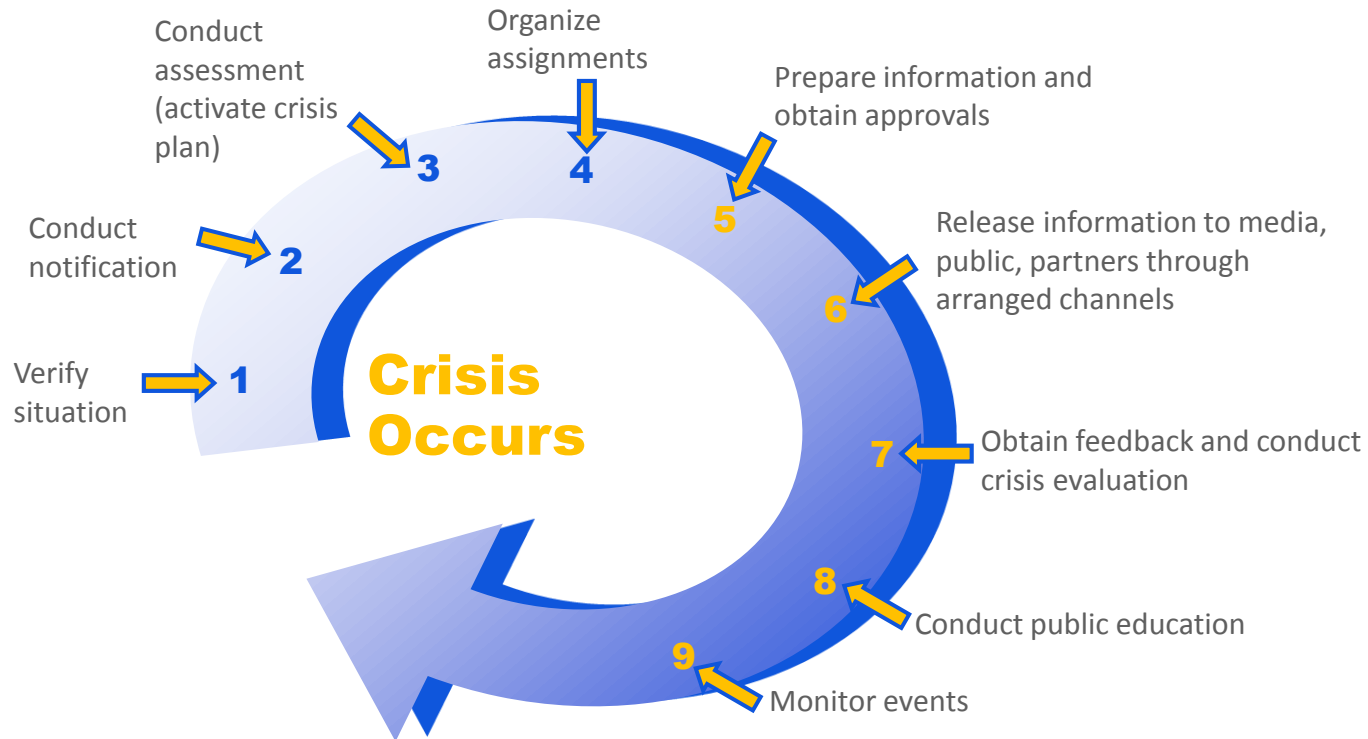 Verify
situation
1
Conduct
notification
2
Conduct
assessment
(activate crisis
plan)
3
Organize
assignments
4
Prepare information and
obtain approvals
5
Release information to media,
public, partners through
arranged channels
6
Obtain feedback and conduct
crisis evaluation
7
Conduct public education
8
Monitor events
9
Crisis
Occurs